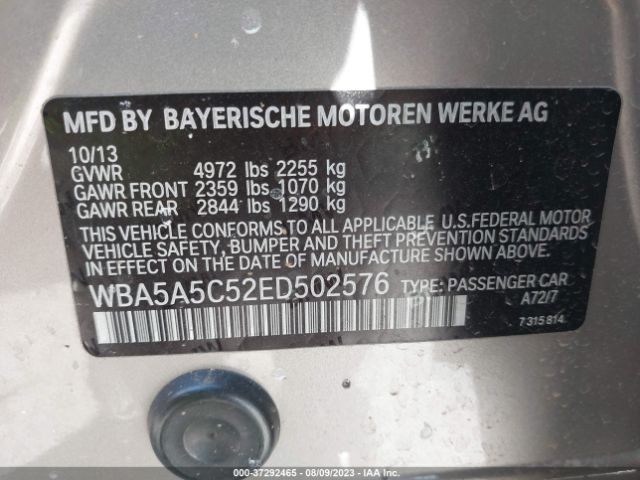 MFD BY BAYERISCHE MOTOREN WERKE AG
10/13
GVWR 4972 lbs 2255 kg
GAWR FRONT 2359 lbs 1070 kg
GAWR REAR 2844 lbs 1290 kg
THIS VEHICLE CONFORMS TO ALL APPLICABLE U.S.FEDERAL MOTOR
VEHICLE SAFETY, BUMPER AND THEFT PREVENTION STANDARDS
IN EFFECT ON THE DATE OF MANUFACTURE SHOWN ABOVE.
WBA5A5C52ED502576 TYPE: PASSENGER CAR
A72/7
7315814
000-37292465 - 08/09/2023 - IAA Inc.